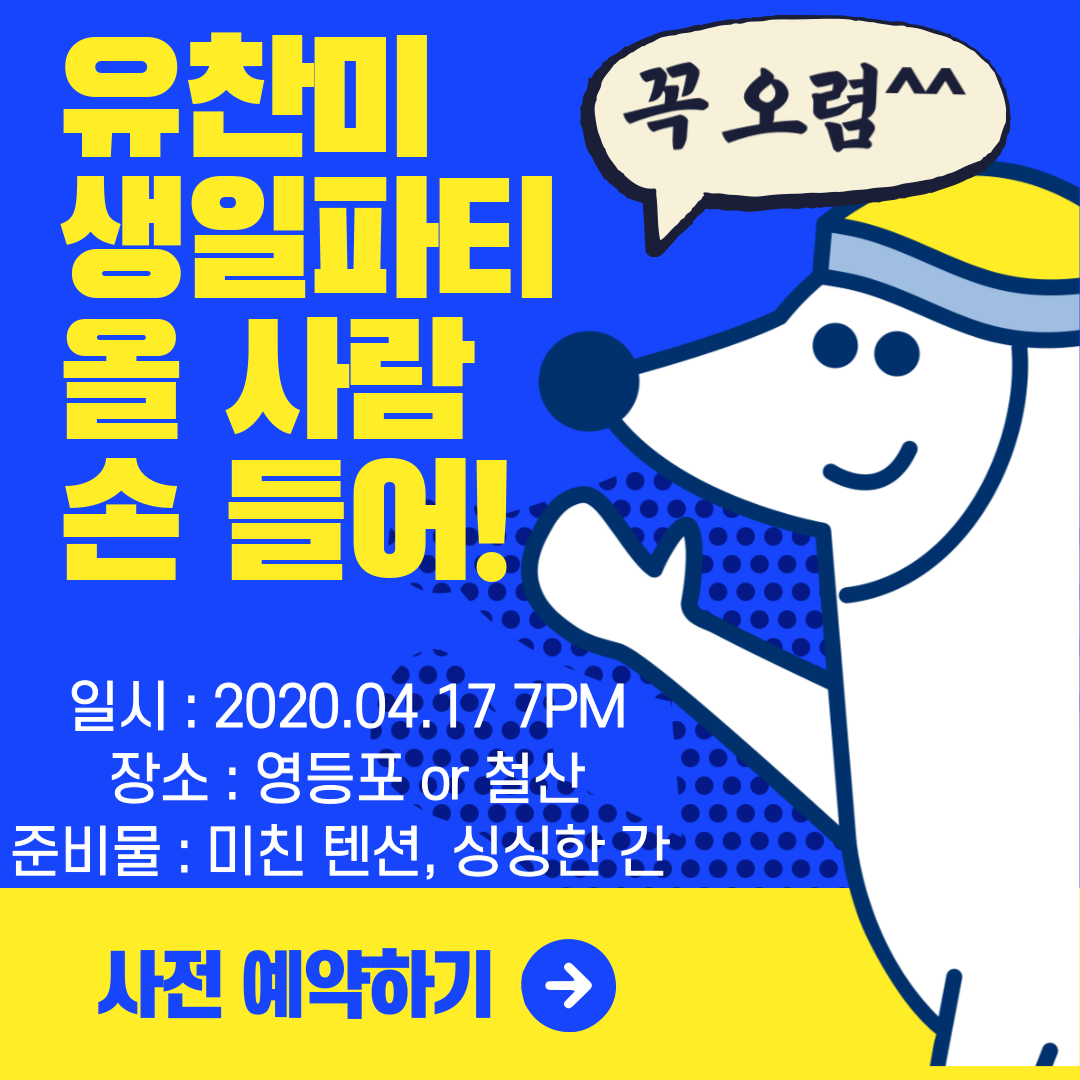 유찬미
생일파티
올 사람
손 들어!
꼭 오렴^^
일시 : 2020.04.17 7PM
장소 : 영등포 or 철산
준비물 : 미친 텐션, 싱싱한 간
사전 예약하기